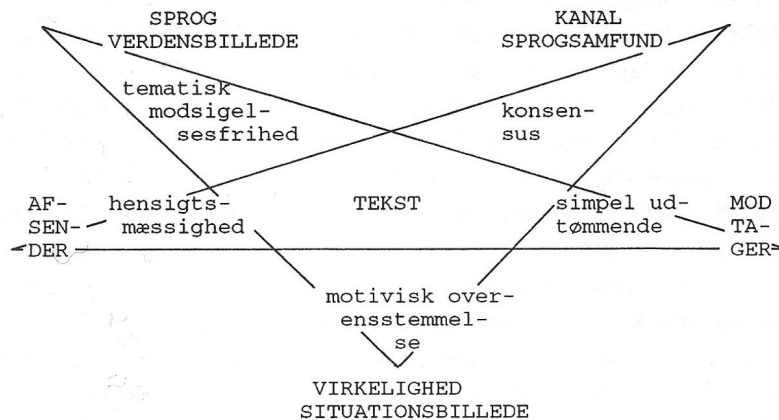 SPROG
VERDENSBILLEDE
KANAL
SPROGSAMFUND
tematisk
modsigel-
sesfrihed
konsen-
sus
AF-
SEN-
DER
hensigts-
mæssighed
TEKST
simpel ud-
tømmende
MOD
TA-
GER
motivisk over-
ensstemmel-
se
VIRKELIGHED
SITUATIONSBILLEDE